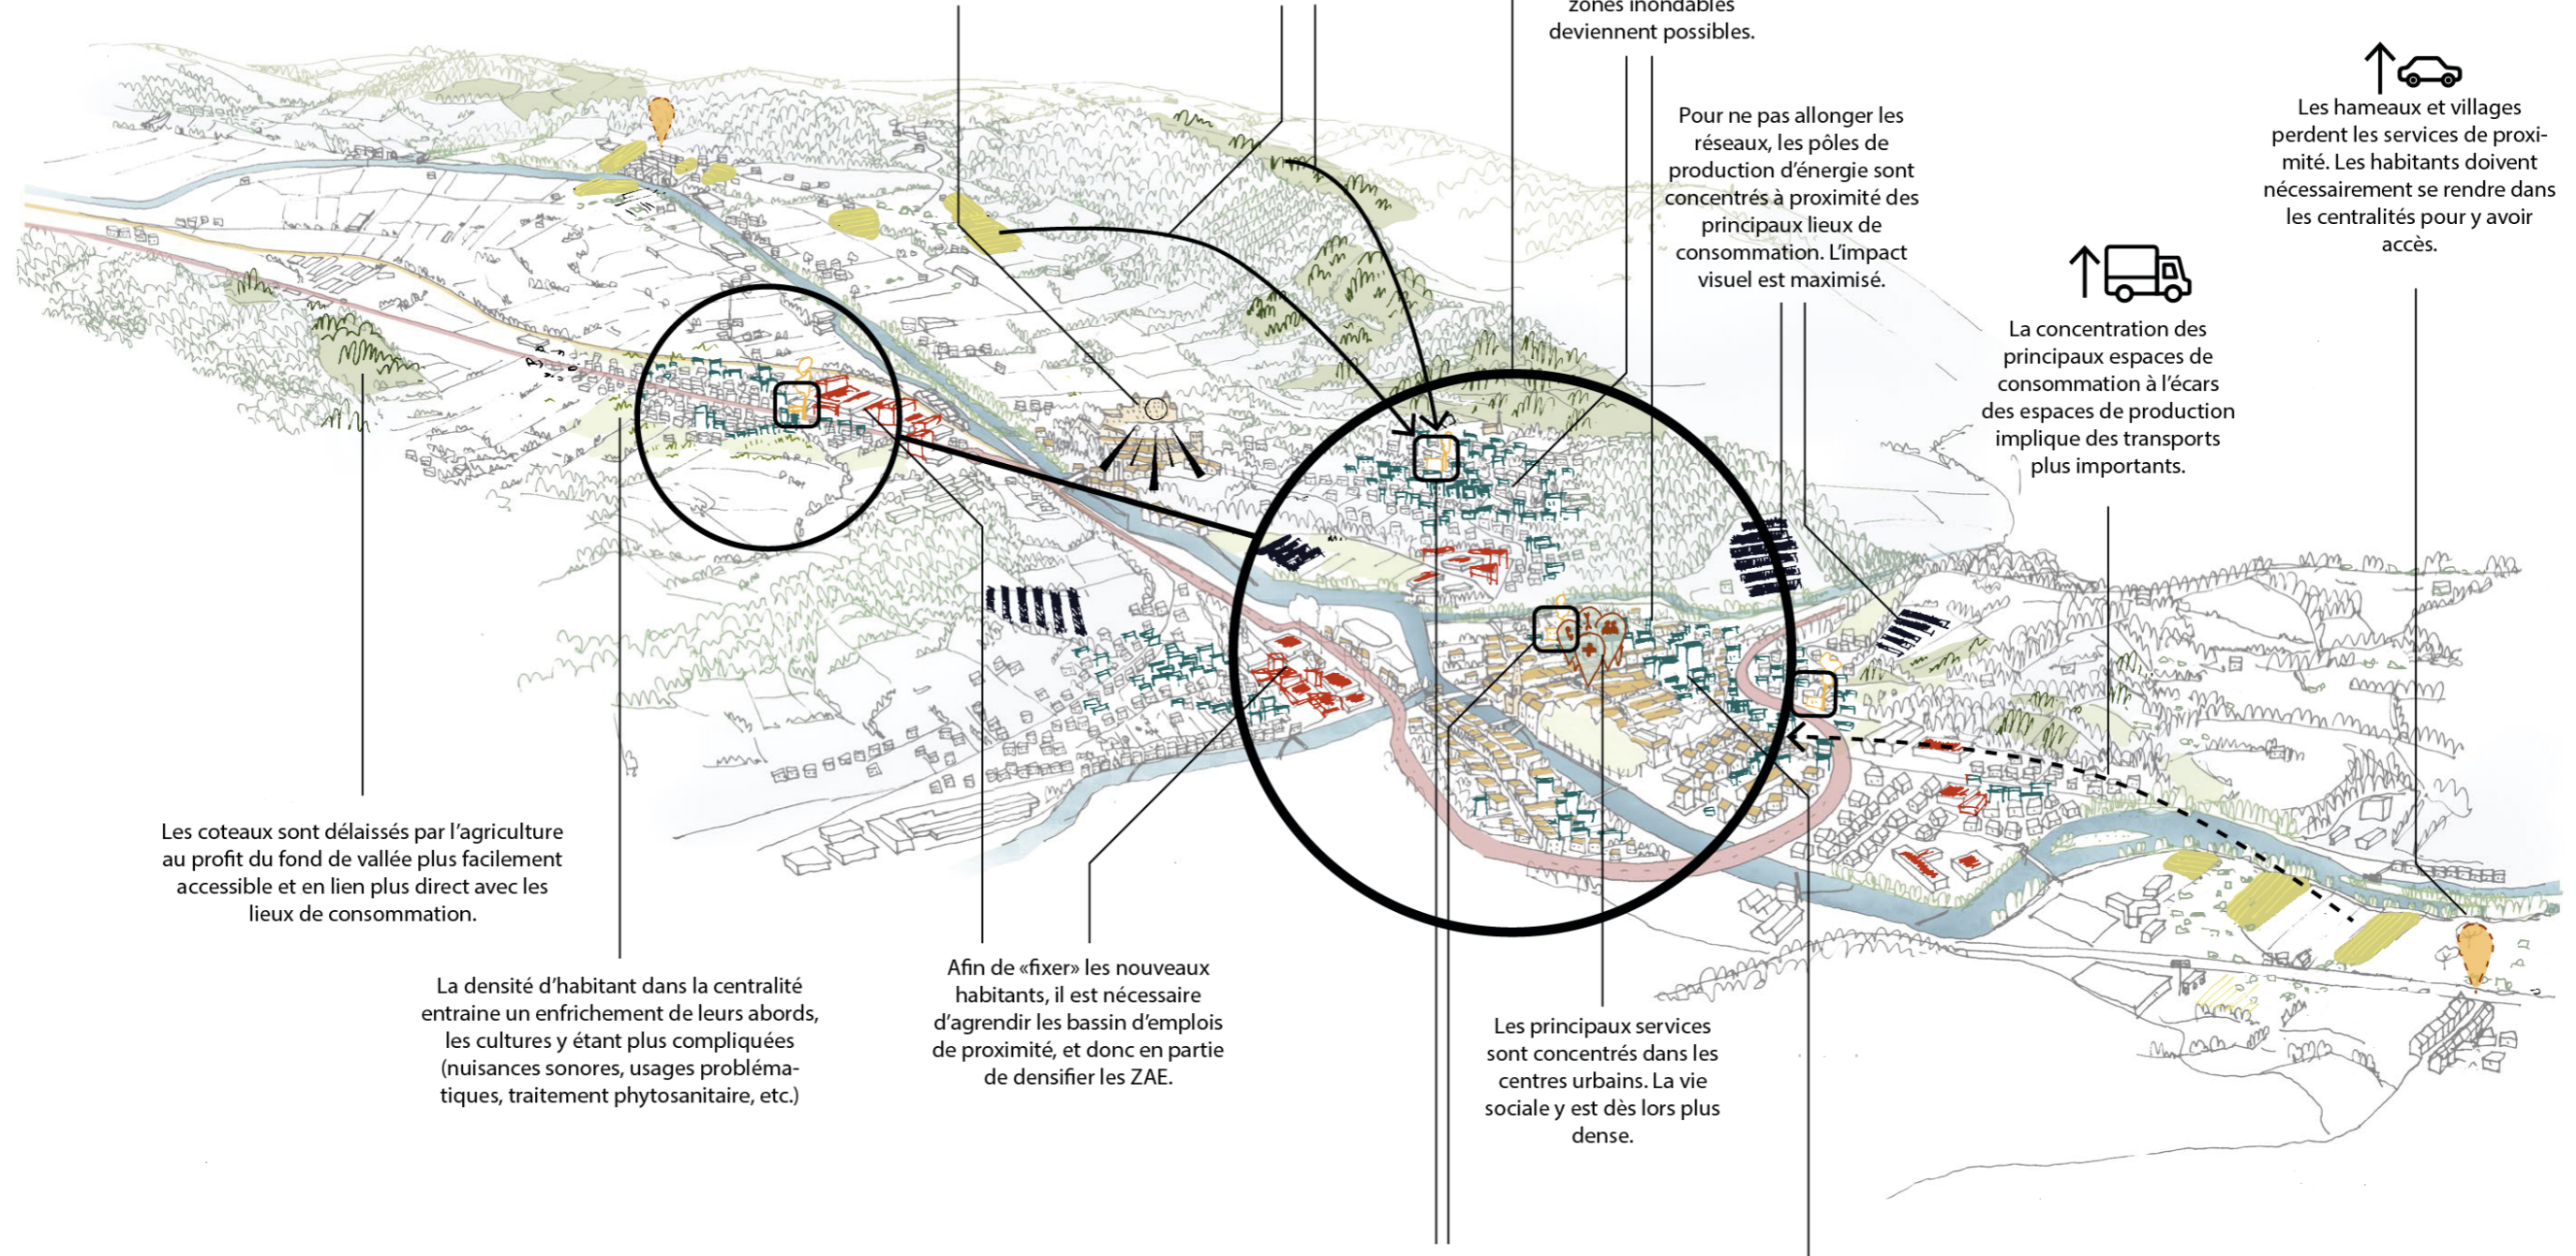 zones inondables
deviennent possibles.
Pour ne pas allonger les
réseaux, les pôles de
production d'énergie sont
concentrés à proximité des
principaux lieux de
consommation. L'impact
visuel est maximisé.
Les hameaux et villages
perdent les services de proxi-
mité. Les habitants doivent
nécessairement se rendre dans
les centralités pour y avoir
accès.
La concentration des
principaux espaces de
consommation à l'écars
des espaces de production
implique des transports
plus importants.
Les coteaux sont délaissés par l'agriculture
au profit du fond de vallée plus facilement
accessible et en lien plus direct avec les
lieux de consommation.
La densité d'habitant dans la centralité
entraine un enfrichement de leurs abords,
les cultures y étant plus compliquées
(nuisances sonores, usages probléma-
tiques, traitement phytosanitaire, etc.)
Afin de «fixer» les nouveaux
habitants, il est nécessaire
d'agrendir les bassin d'emplois
de proximité, et donc en partie
de densifier les ZAE.
Les principaux services
sont concentrés dans les
centres urbains. La vie
sociale y est dès lors plus
dense.